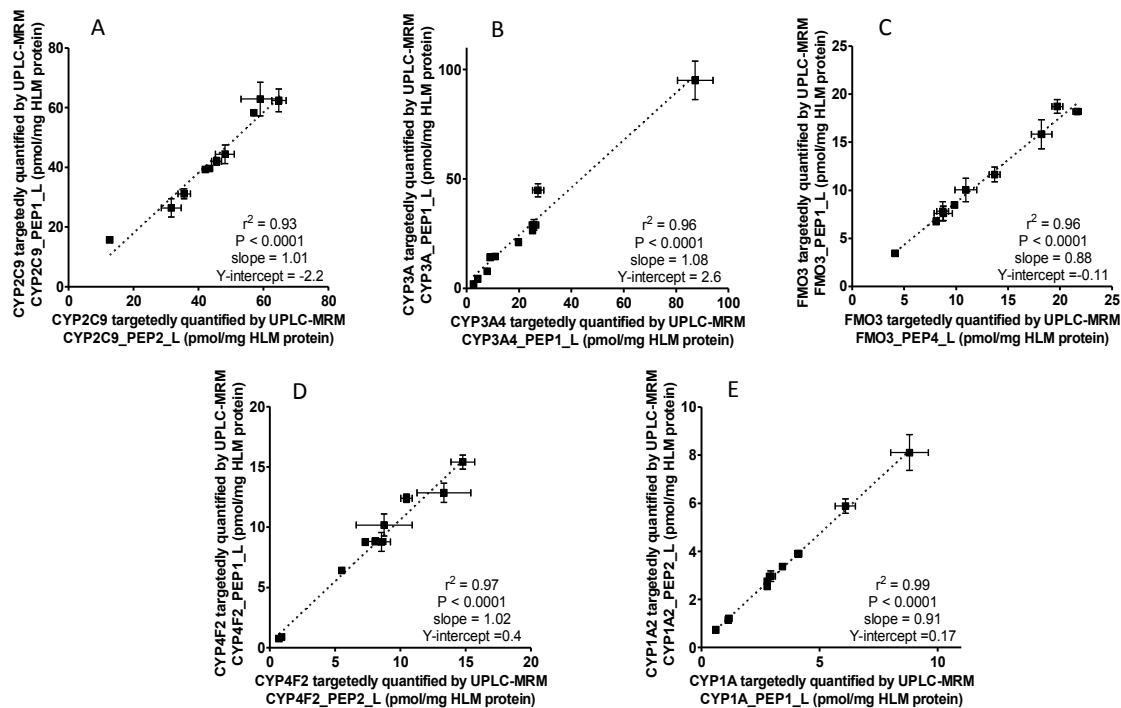 A
CYP2C9 targetedly quantified by UPLC-MRM
CYP2C9_PEP1_L (pmol/mg HLM protein)
80
60
40
20
0
r2 = 0.93
P < 0.0001
slope = 1.01
Y-intercept = -2.2
0 20 40 60 80
CYP2C9 targetedly quantified by UPLC-MRM
CYP2C9_PEP2_L (pmol/mg HLM protein)
B
CYP3A targetedly quantified by UPLC-MRM
CYP3A_PEP1_L (pmol/mg HLM protein)
100
50
0
r2 = 0.96
P < 0.0001
slope = 1.08
Y-intercept = 2.6
0 20 40 60 80 100
CYP3A4 targetedly quantified by UPLC-MRM
CYP3A4_PEP1_L (pmol/mg HLM protein)
C
FMO3 targetedly quantified by UPLC-MRM
FMO3_PEP1_L (pmol/mg HLM protein)
25
20
15
10
5
0
r2 = 0.96
P < 0.0001
slope = 0.88
Y-intercept =-0.11
0 5 10 15 20 25
FMO3 targetedly quantified by UPLC-MRM
FMO3_PEP4_L (pmol/mg HLM protein)
D
CYP4F2 targetedly quantified by UPLC-MRM
CYP4F2_PEP1_L (pmol/mg HLM protein)
20
15
10
5
0
r2 = 0.97
P < 0.0001
slope = 1.02
Y-intercept =0.4
0 5 10 15 20
CYP4F2 targetedly quantified by UPLC-MRM
CYP4F2_PEP2_L (pmol/mg HLM protein)
E
CYP1A2 targetedly quantified by UPLC-MRM
CYP1A2_PEP2_L (pmol/mg HLM protein)
10
8
6
4
2
0
r2 = 0.99
P < 0.0001
slope = 0.91
Y-intercept =0.17
0 5 10
CYP1A targetedly quantified by UPLC-MRM
CYP1A_PEP1_L (pmol/mg HLM protein)